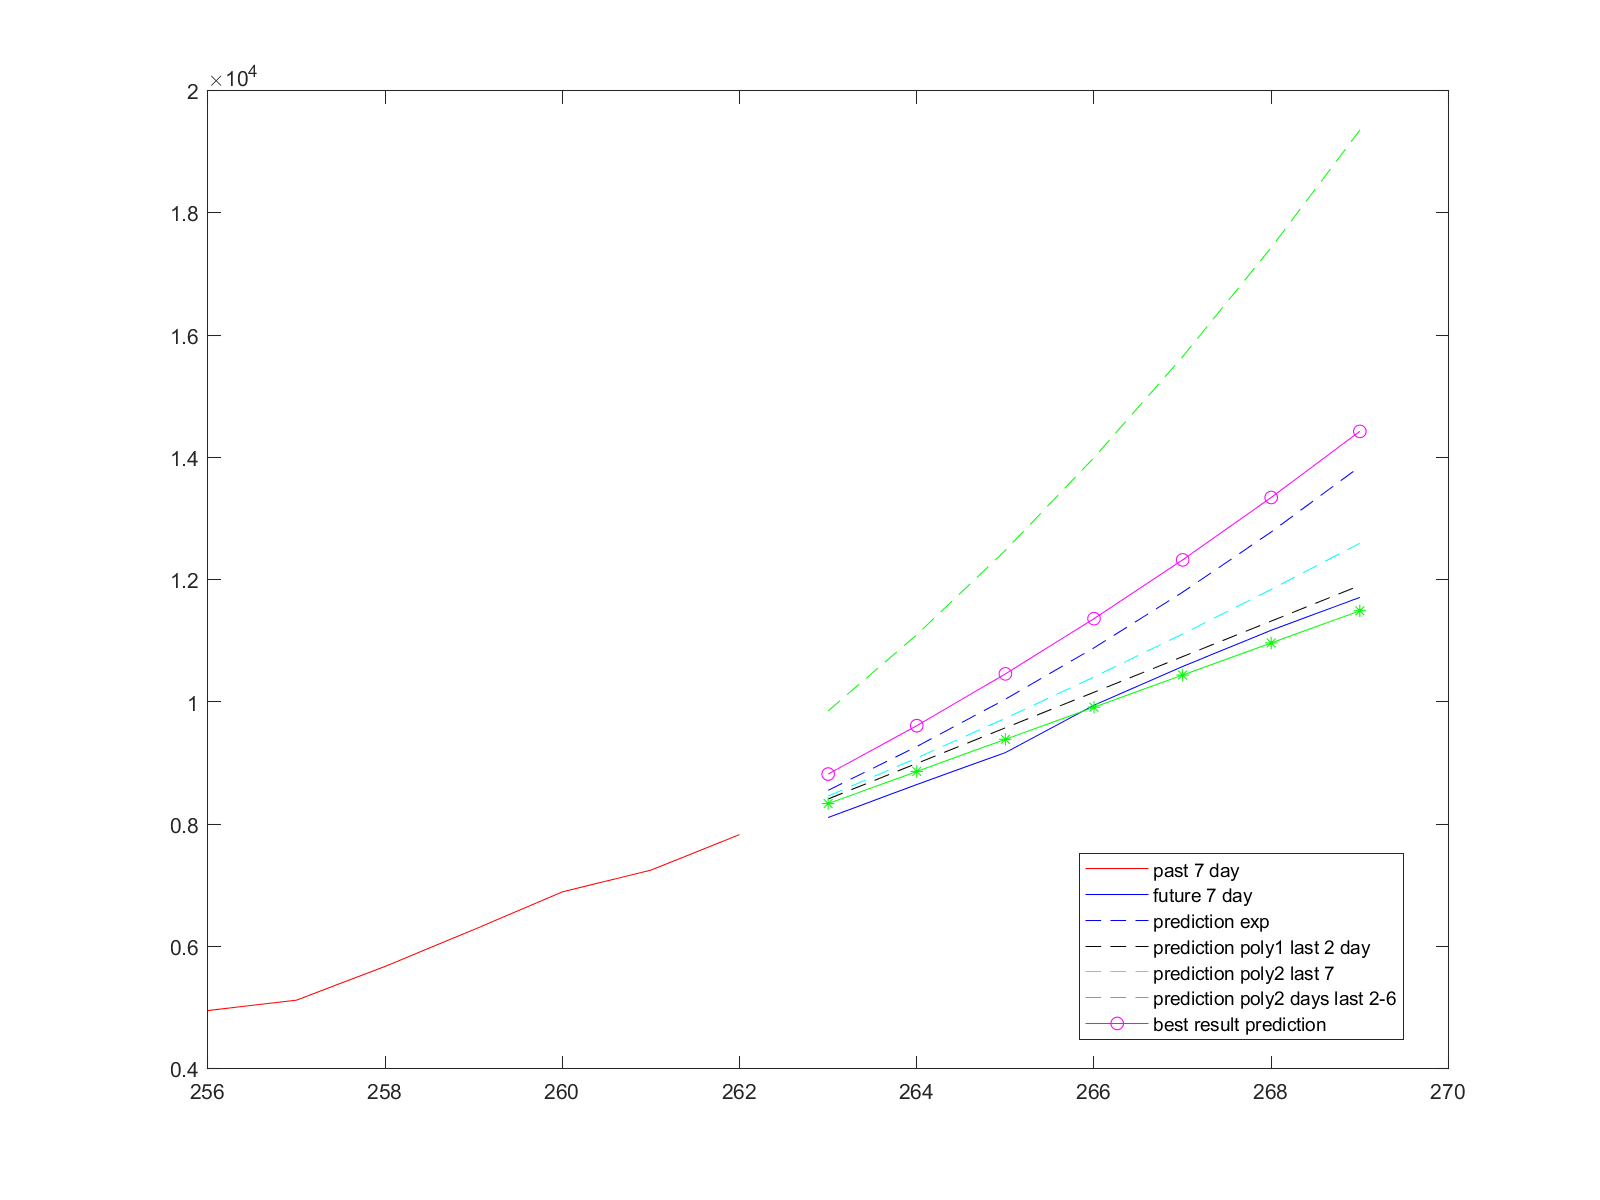 ×10⁴
2
1.8
1.6
1.4
1.2
1
0.8
0.6
0.4
256 258 260 262 264 266 268 270
past 7 day
future 7 day
prediction exp
prediction poly1 last 2 day
prediction poly2 last 7
prediction poly2 days last 2-6
best result prediction